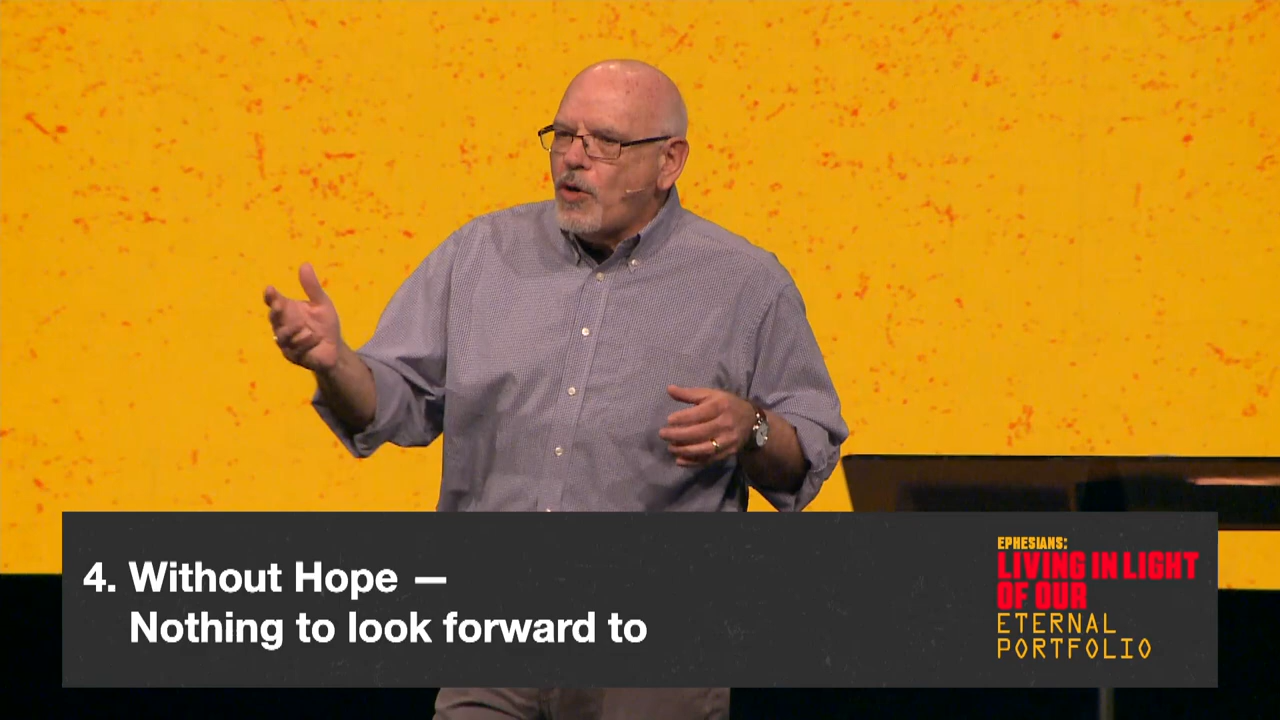 4. Without Hope —
Nothing to look forward to
EPHESIANS:
LIVING IN LIGHT
OF OUR
ETERNAL
PORTFOLIO